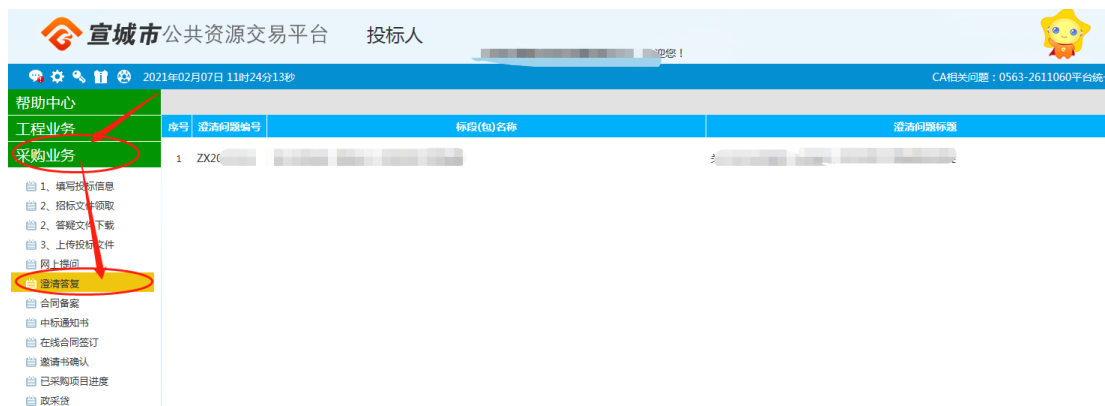 宣城市公共资源交易平台 投标人
迎您！
2021年02月07日 11时24分13秒 CA相关问题：0563-2611060平台统
帮助中心
工程业务
序号 澄清问题编号 标段(包)名称 澄清问题标题
采购业务
1 ZX20
1、填写投标信息
2、招标文件领取
2、答疑文件下载
3、上传投标文件
网上提问
澄清答复
合同备案
中标通知书
在线合同签订
邀请书确认
已采购项目进度
政采贷